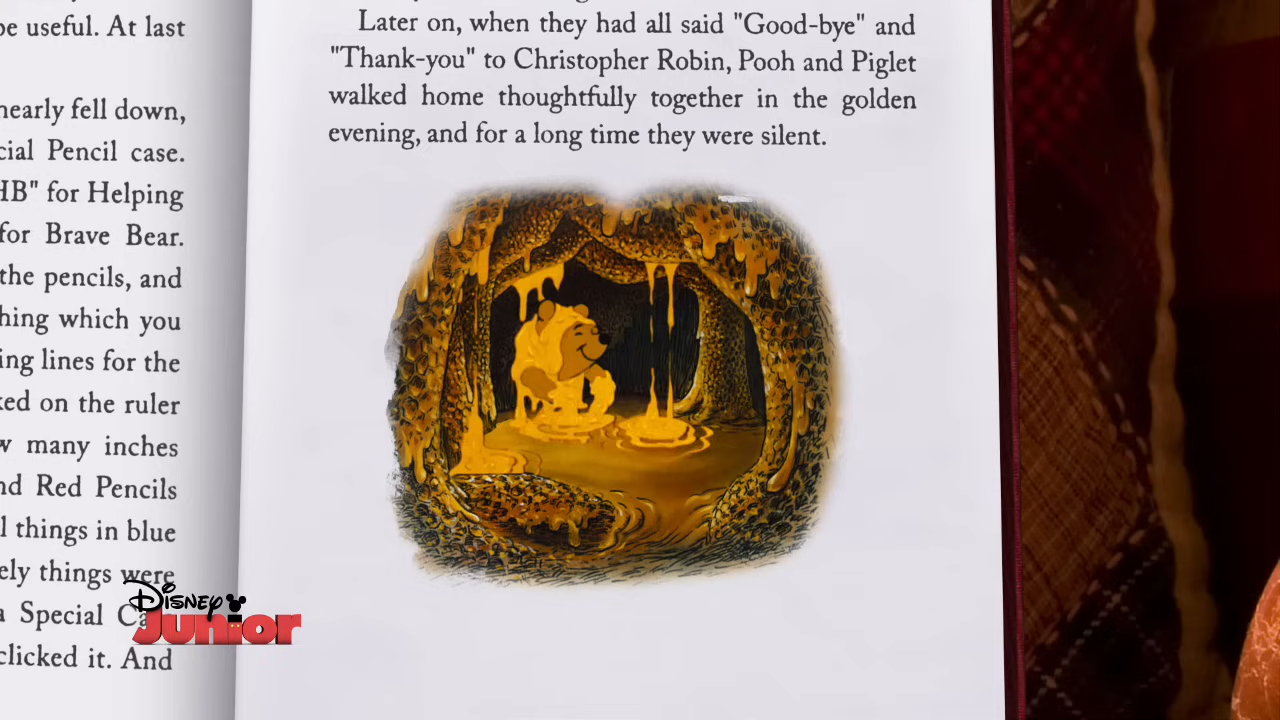 be useful. At last
nearly fell down,
cial Pencil case.
HB" for Helping
for Brave Bear.
the pencils, and
hing which you
ing lines for the
ked on the ruler
w many inches
nd Red Pencils
l things in blue
ely things were
a Special Ca
clicked it. And
Later on, when they had all said "Good-bye" and
"Thank-you" to Christopher Robin, Pooh and Piglet
walked home thoughtfully together in the golden
evening, and for a long time they were silent.
Disney
Junior